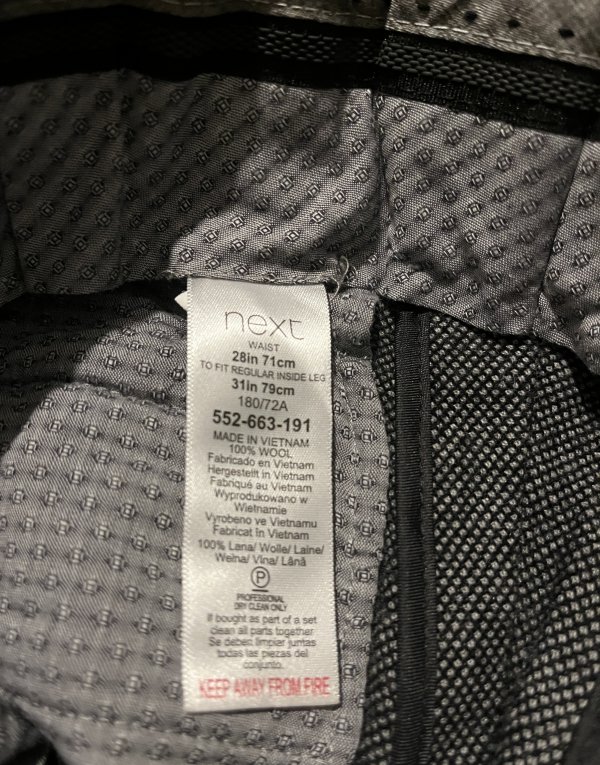 next
WAIST
28in 71cm
TO FIT REGULAR INSIDE LEG
31in 79cm
180/72A
552-663-191
MADE IN VIETNAM
100% WOOL
Fabricado en Vietnam
Hergestellt in Vietnam
Fabriqué au Vietnam
Wyprodukowano w
Wietnamie
Vyrobeno ve Vietnamu
Fabricat în Vietnam
100% Lana/ Wolle/ Laine/
Wełna/ Vlna/ Lână
P
PROFESSIONAL
DRY CLEAN ONLY
If bought as part of a set
clean all parts together
Se deben limpiar juntas
todas las piezas del
conjunto.
KEEP AWAY FROM FIRE